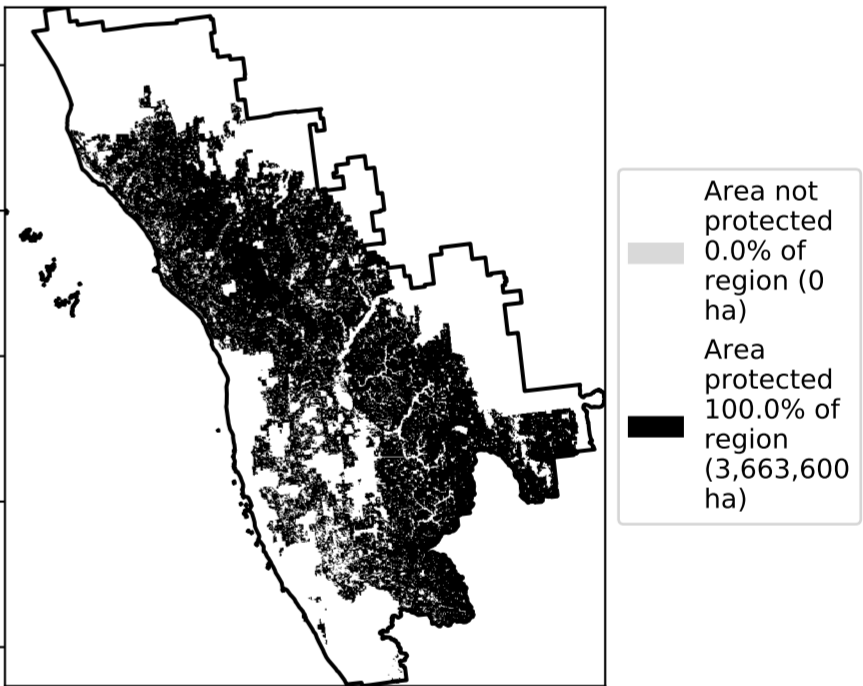 Area not
protected
0.0% of
region (0
ha)
Area
protected
100.0% of
region
(3,663,600
ha)